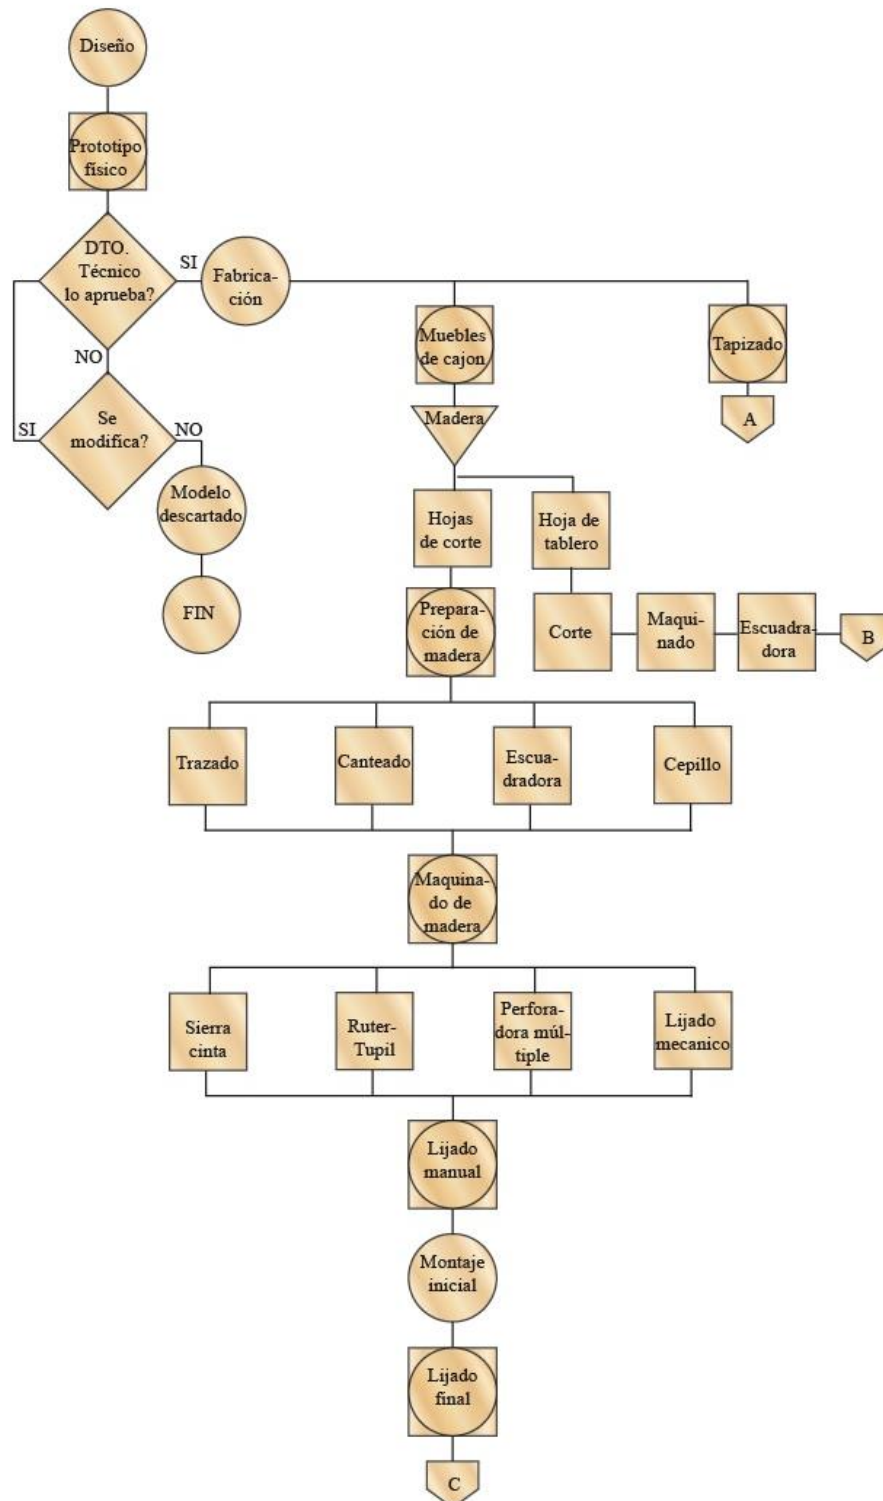 Diseño
Prototipo
físico
DTO.
Técnico
lo aprueba?
SI
Fabrica-
ción
NO
Se
modifica?
SI
NO
Modelo
descartado
FIN
Muebles
de cajon
Tapizado
A
Madera
Hojas
de corte
Hoja de
tablero
Prepara-
ción de
madera
Corte
Maqui-
nado
Escuadra-
dora
B
Trazado
Canteado
Escua-
dradora
Cepillo
Maquina-
do de
madera
Sierra
cinta
Ruter-
Tupil
Perfora-
dora múl-
tiple
Lijado
mecanico
Lijado
manual
Montaje
inicial
Lijado
final
C